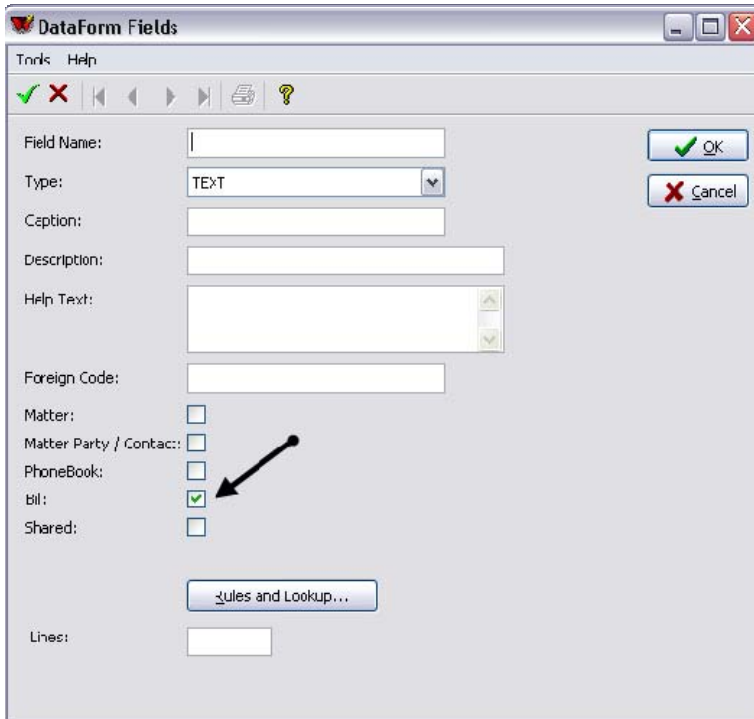 DataForm Fields
Tools Help
Field Name:
OK
Type: TEXT
Cancel
Caption:
Description:
Help Text:
Foreign Code:
Matter:
Matter Party / Contact:
PhoneBook:
Bil:
Shared:
Rules and Lookup...
Lines: